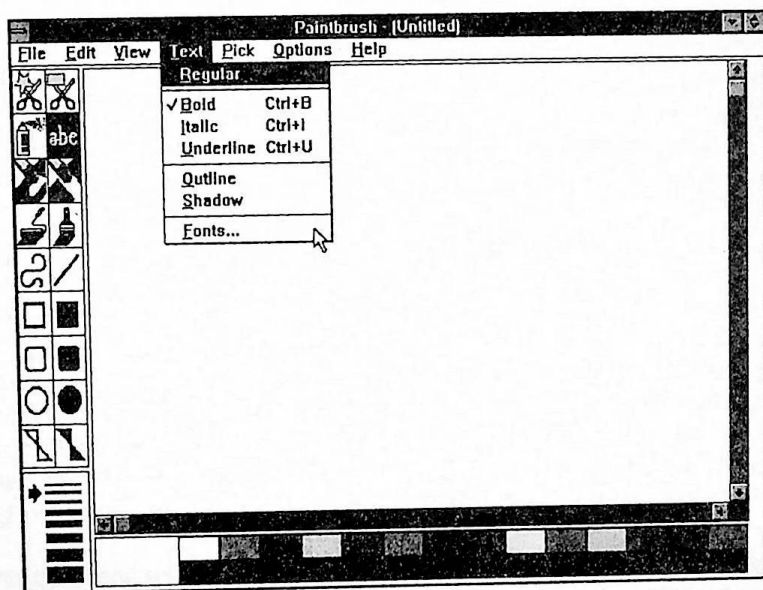 Paintbrush - (Untitled)
File Edit View Text Pick Options Help
Regular
✓ Bold Ctrl+B
Italic Ctrl+I
Underline Ctrl+U
Outline
Shadow
Fonts...
abc